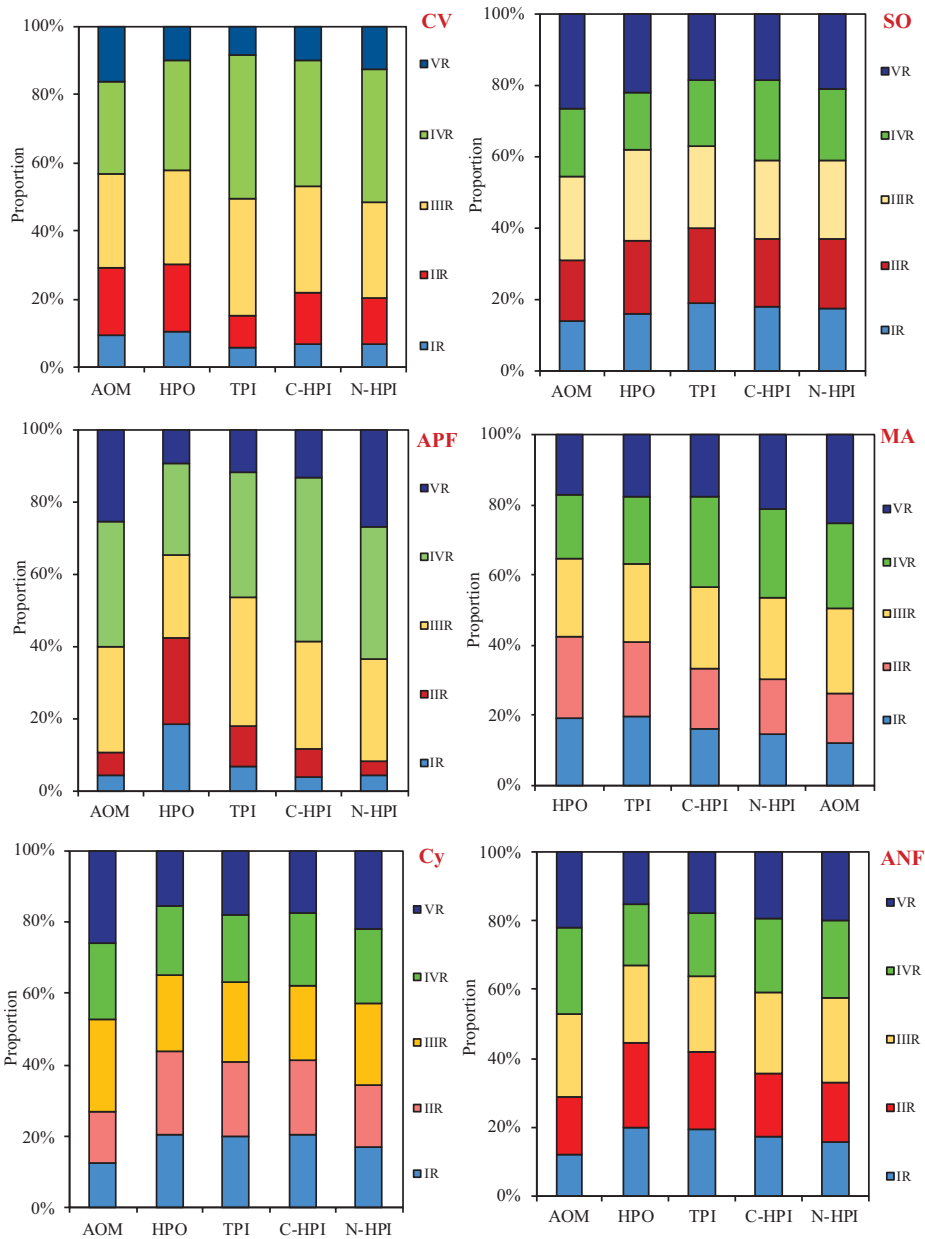 CV
100%
80%
60%
40%
20%
0%
Proportion
AOM HPO TPI C-HPI N-HPI
VR
IVR
IIIR
IIR
IR
SO
100%
80%
60%
40%
20%
0%
Proportion
AOM HPO TPI C-HPI N-HPI
VR
IVR
IIIR
IIR
IR
APF
100%
80%
60%
40%
20%
0%
Proportion
AOM HPO TPI C-HPI N-HPI
VR
IVR
IIIR
IIR
IR
MA
100%
80%
60%
40%
20%
0%
Proportion
HPO TPI C-HPI N-HPI AOM
VR
IVR
IIIR
IIR
IR
Cy
100%
80%
60%
40%
20%
0%
Proportion
AOM HPO TPI C-HPI N-HPI
VR
IVR
IIIR
IIR
IR
ANF
100%
80%
60%
40%
20%
0%
Proportion
AOM HPO TPI C-HPI N-HPI
VR
IVR
IIIR
IIR
IR